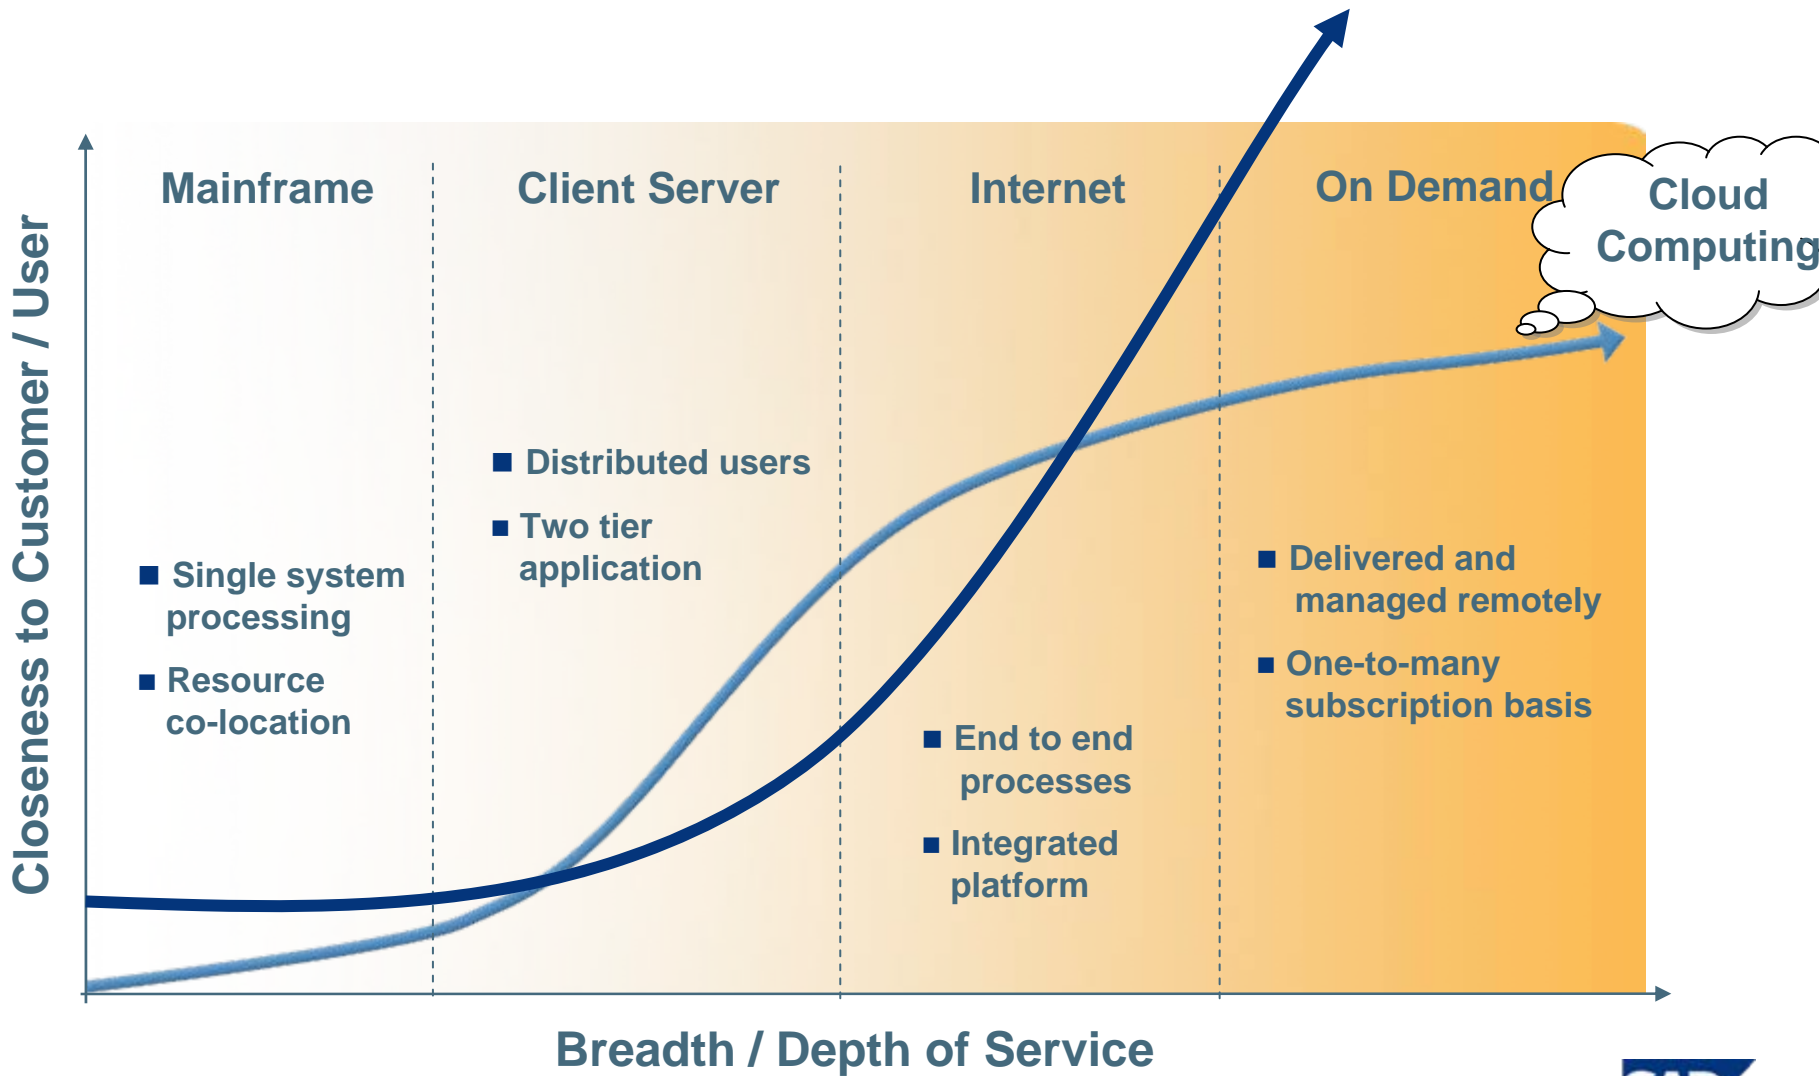 Mainframe
Client Server
Internet
On Demand
Cloud
Computing
Closeness to Customer / User
■ Single system
processing
■ Resource
co-location
■ Distributed users
■ Two tier
application
■ End to end
processes
■ Integrated
platform
■ Delivered and
managed remotely
■ One-to-many
subscription basis
Breadth / Depth of Service